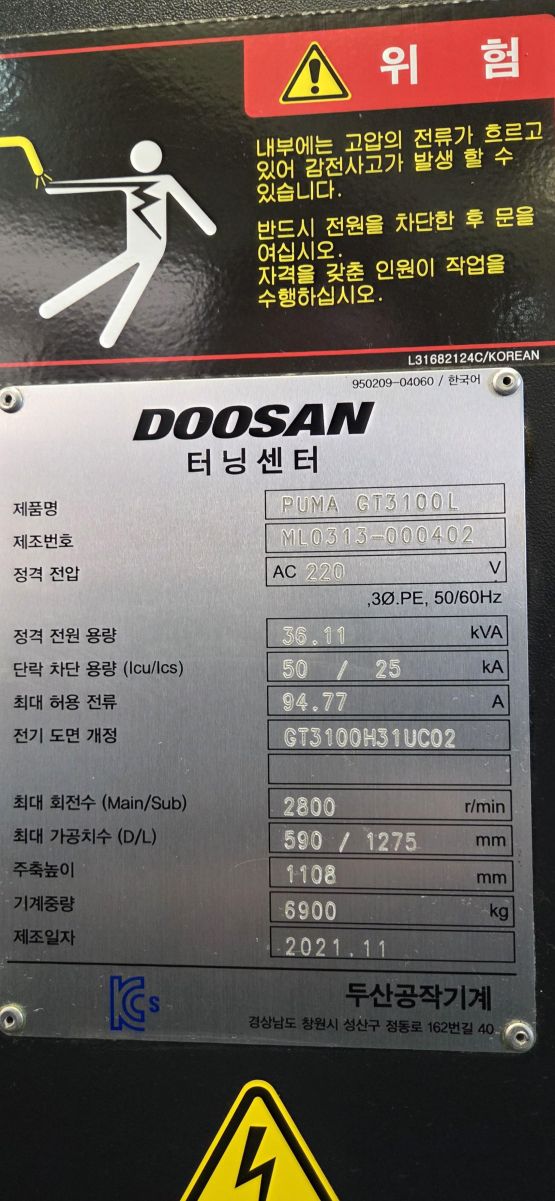 위 험
내부에는 고압의 전류가 흐르고
있어 감전사고가 발생 할 수
있습니다.
반드시 전원을 차단한 후 문을
여십시오.
자격을 갖춘 인원이 작업을
수행하십시오.
L31682124C/KOREAN
950209-04060 / 한국어
DOOSAN
터닝센터
제품명 PUMA GT3100L
제조번호 ML0313-000402
정격 전압 AC 220 V
,3Ø.PE, 50/60Hz
정격 전원 용량 36.11 kVA
단락 차단 용량 (Icu/Ics) 50 / 25 kA
최대 허용 전류 94.77 A
전기 도면 개정 GT3100H31UC02
최대 회전수 (Main/Sub) 2800 r/min
최대 가공치수 (D/L) 590 / 1275 mm
주축높이 1108 mm
기계중량 6900 kg
제조일자 2021.11
KCs
두산공작기계
경상남도 창원시 성산구 정동로 162번길 40